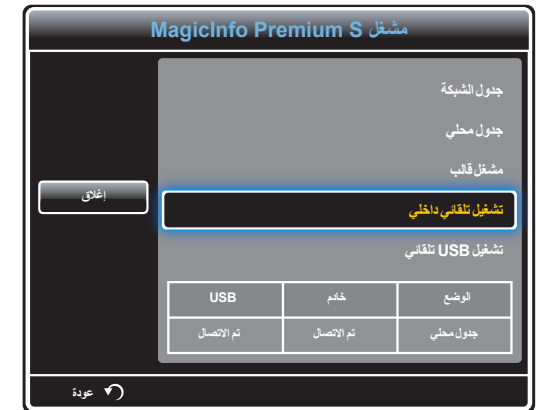 مشغل MagicInfo Premium S
جدول الشبكة
جدول محلي
مشغل قالب
تشغيل تلقائي داخلي
تشغيل USB تلقائي
إغلاق
الوضع خادم USB
جدول محلي تم الاتصال تم الاتصال
عودة